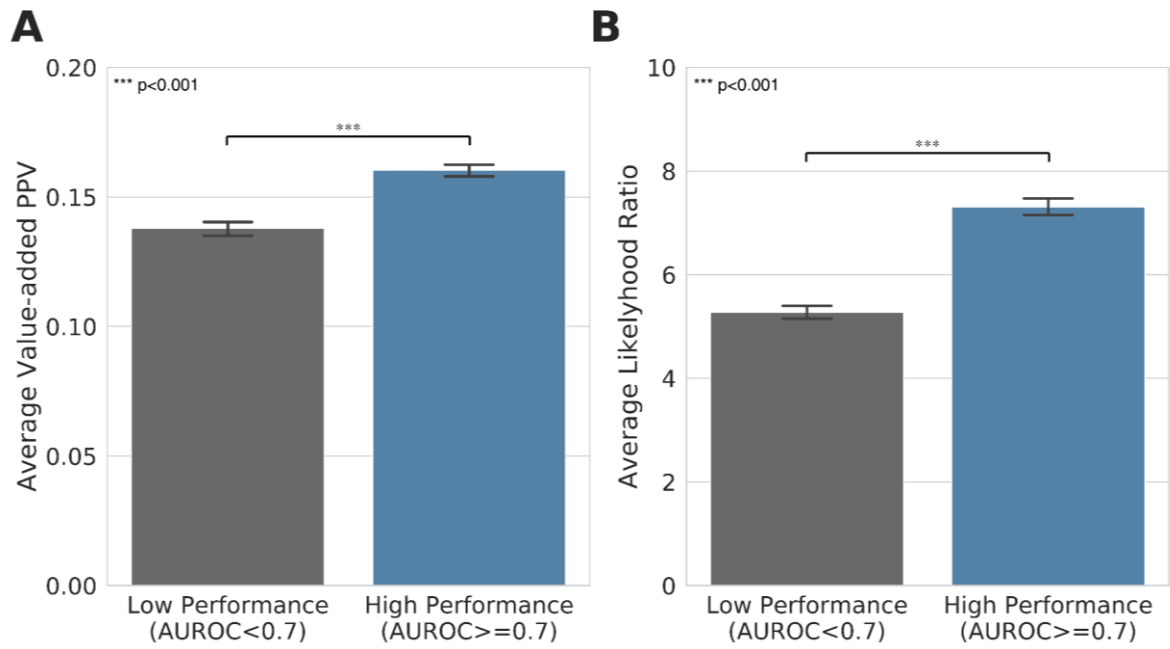 A
Average Value-added PPV
0.20
0.15
0.10
0.05
0.00
*** p<0.001
***
Low Performance
(AUROC<0.7)
High Performance
(AUROC>=0.7)
B
Average Likelyhood Ratio
10
8
6
4
2
0
*** p<0.001
***
Low Performance
(AUROC<0.7)
High Performance
(AUROC>=0.7)